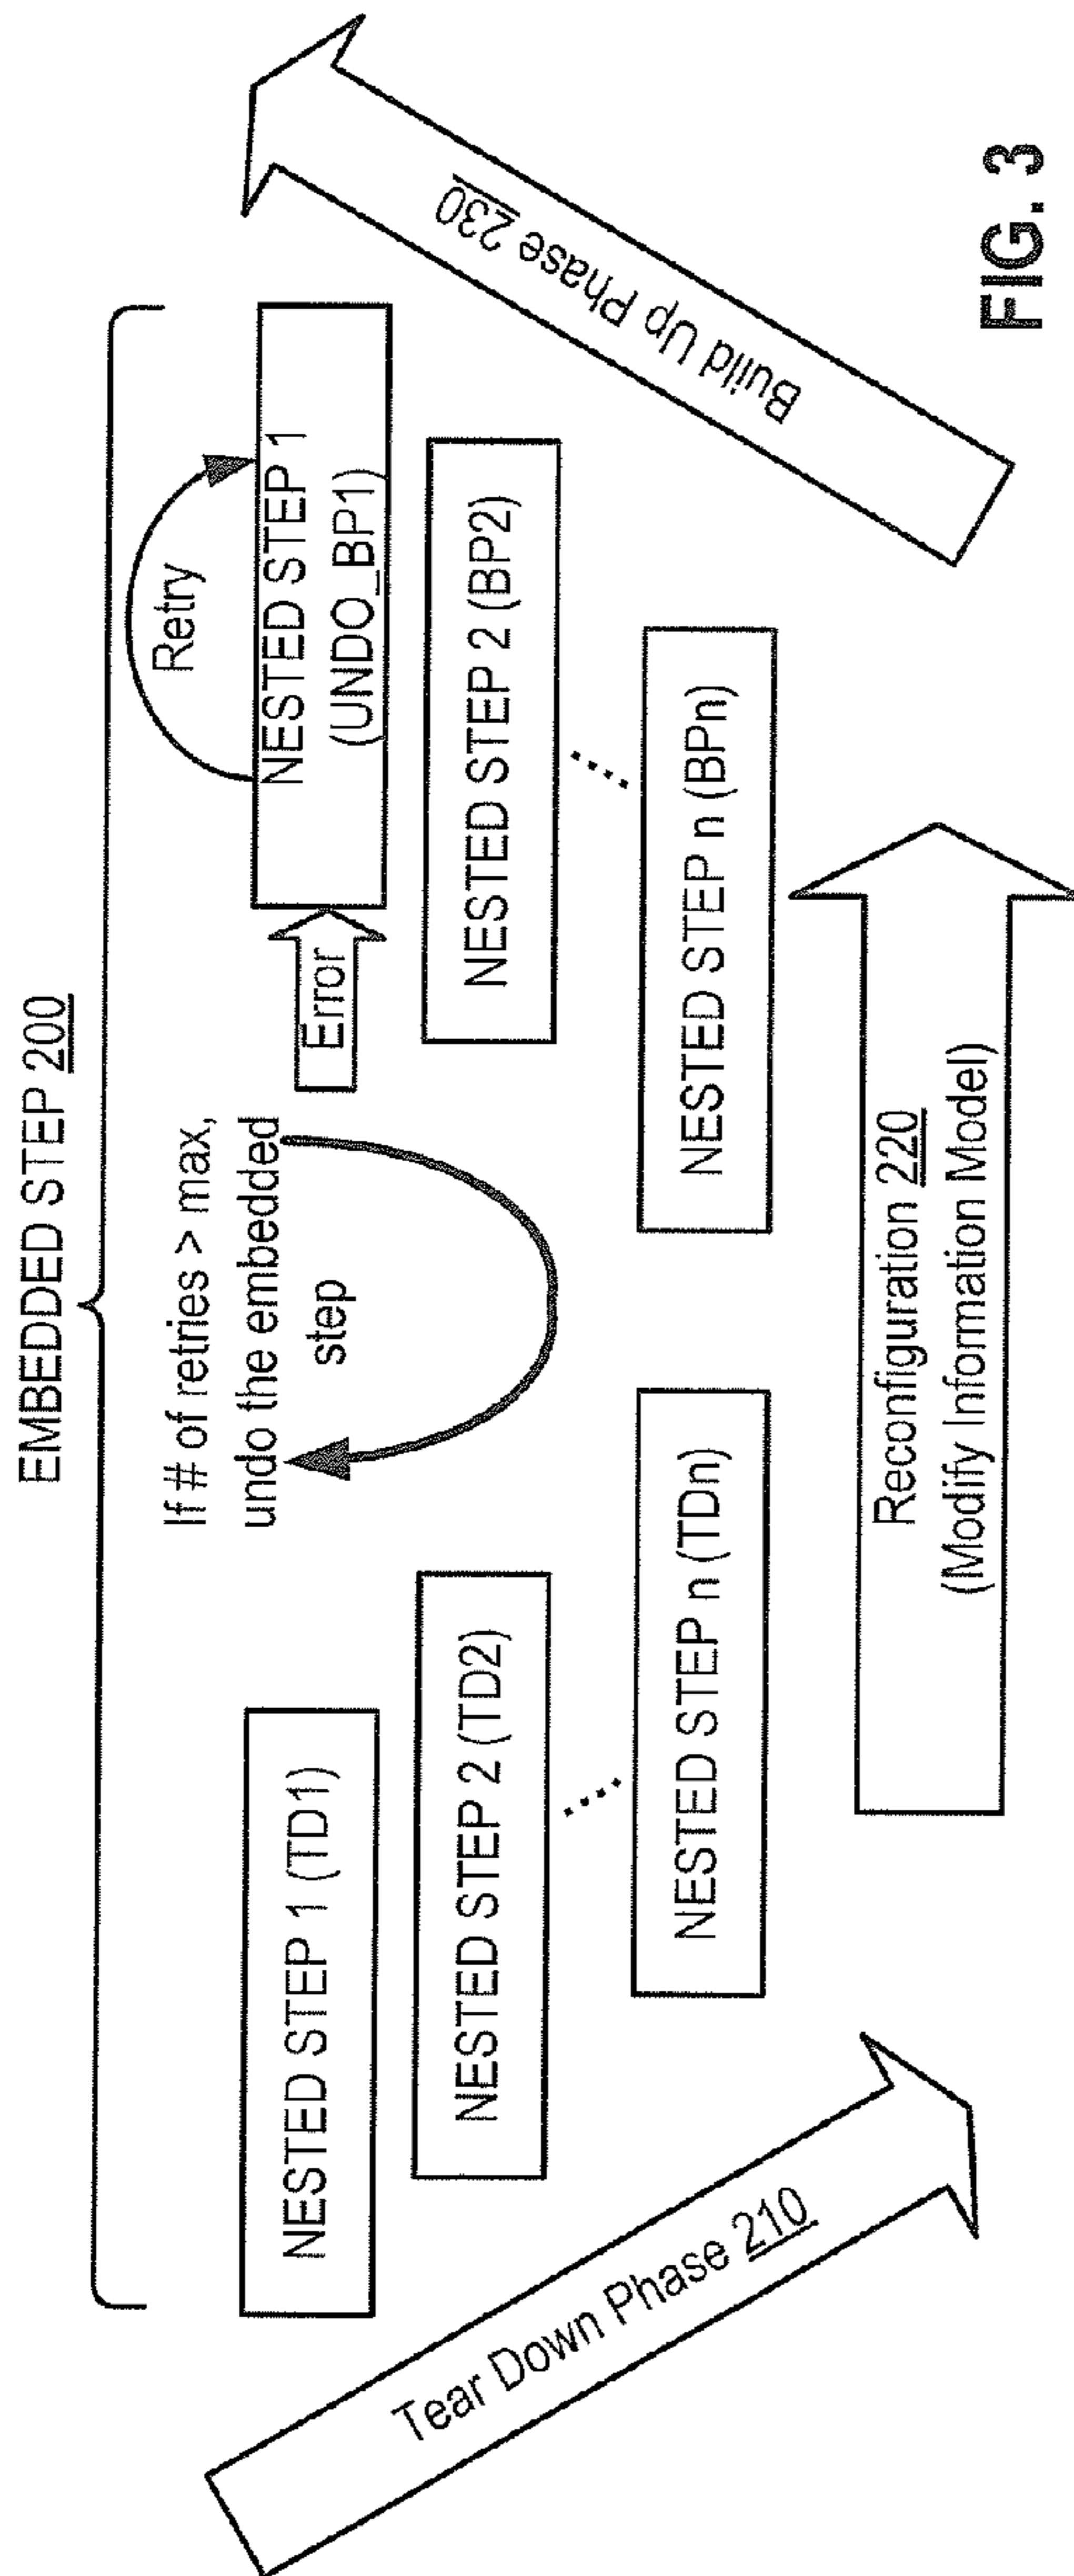 EMBEDDED STEP 200
If # of retries > max,
undo the embedded
step
Retry
Error
NESTED STEP 1 (TD1)
NESTED STEP 2 (TD2)
NESTED STEP n (TDn)
NESTED STEP 1
(UNDO_BP1)
NESTED STEP 2 (BP2)
NESTED STEP n (BPn)
Tear Down Phase 210
Reconfiguration 220
(Modify Information Model)
Build Up Phase 230
FIG. 3